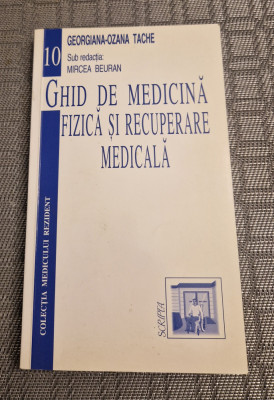 10
GEORGIANA-OZANA TACHE
Sub redacția:
MIRCEA BEURAN
GHID DE MEDICINĂ
FIZICĂ ȘI RECUPERARE
MEDICALĂ
COLECȚIA MEDICULUI REZIDENT
SCRIPTA